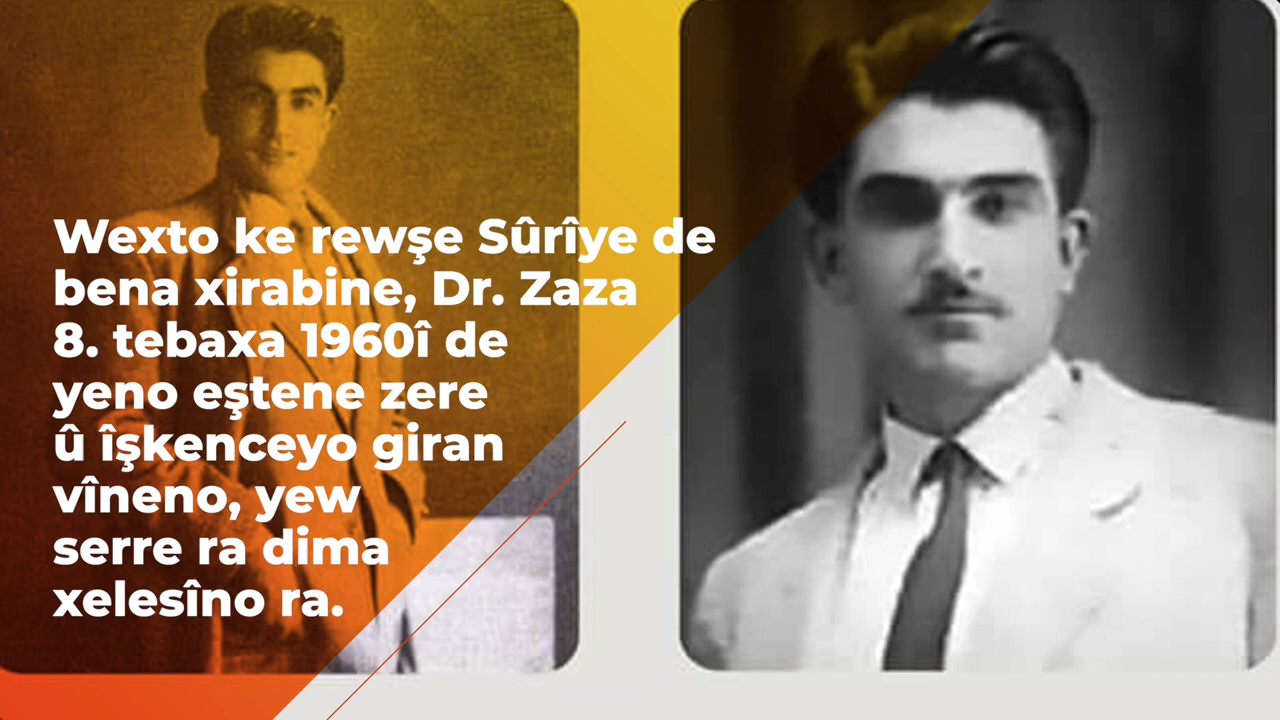 Wexto ke rewşe Sûrîye de
bena xirabine, Dr. Zaza
8. tebaxa 1960î de
yeno eştene zere
û îşkenceyo giran
vîneno, yew
serre ra dima
xelesîno ra.